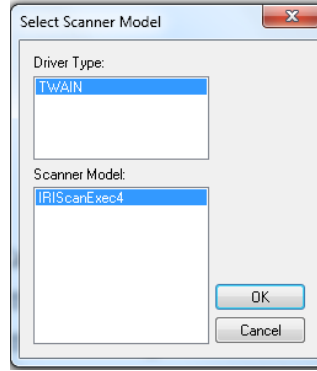 Select Scanner Model
Driver Type:
TWAIN
Scanner Model:
IRIScanExec4
OK
Cancel